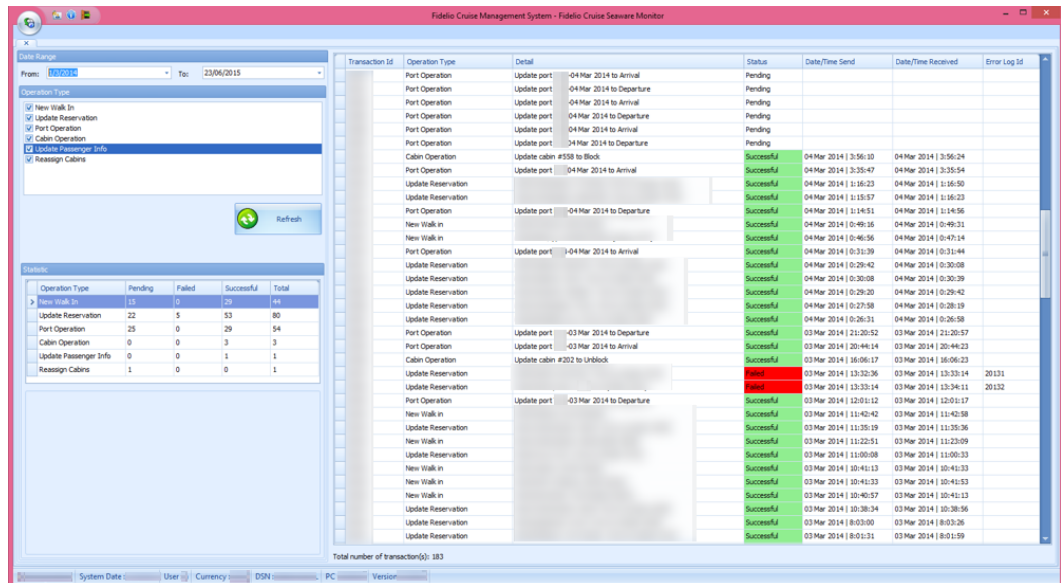 Fidelio Cruise Management System - Fidelio Cruise Seaware Monitor
Date Range
From: 1/3/2014 To: 23/06/2015
Operation Type
New Walk In
Update Reservation
Port Operation
Cabin Operation
Update Passenger Info
Reassign Cabins
Refresh
Statistic
Operation Type Pending Failed Successful Total
New Walk In 15 0 29 44
Update Reservation 22 5 53 80
Port Operation 25 0 29 54
Cabin Operation 0 0 3 3
Update Passenger Info 0 0 1 1
Reassign Cabins 1 0 0 1
Transaction Id Operation Type Detail Status Date/Time Send Date/Time Received Error Log Id
Port Operation Update port -04 Mar 2014 to Arrival Pending
Port Operation Update port -04 Mar 2014 to Departure Pending
Port Operation Update port -04 Mar 2014 to Arrival Pending
Port Operation Update port 04 Mar 2014 to Departure Pending
Port Operation Update port 04 Mar 2014 to Arrival Pending
Port Operation Update port 04 Mar 2014 to Departure Pending
Cabin Operation Update cabin #558 to Block Successful 04 Mar 2014 | 3:56:10 04 Mar 2014 | 3:56:24
Port Operation Update port 04 Mar 2014 to Arrival Successful 04 Mar 2014 | 3:35:47 04 Mar 2014 | 3:35:54
Update Reservation Successful 04 Mar 2014 | 1:16:23 04 Mar 2014 | 1:16:50
Update Reservation Successful 04 Mar 2014 | 1:15:57 04 Mar 2014 | 1:16:23
Port Operation Update port -04 Mar 2014 to Departure Successful 04 Mar 2014 | 1:14:51 04 Mar 2014 | 1:14:56
New Walk in Successful 04 Mar 2014 | 0:49:16 04 Mar 2014 | 0:49:31
New Walk in Successful 04 Mar 2014 | 0:46:56 04 Mar 2014 | 0:47:14
Port Operation Update port -04 Mar 2014 to Arrival Successful 04 Mar 2014 | 0:31:39 04 Mar 2014 | 0:31:44
Update Reservation Successful 04 Mar 2014 | 0:29:42 04 Mar 2014 | 0:30:08
Update Reservation Successful 04 Mar 2014 | 0:30:08 04 Mar 2014 | 0:30:39
Update Reservation Successful 04 Mar 2014 | 0:29:20 04 Mar 2014 | 0:29:42
Update Reservation Successful 04 Mar 2014 | 0:27:58 04 Mar 2014 | 0:28:19
Update Reservation Successful 04 Mar 2014 | 0:26:31 04 Mar 2014 | 0:26:58
Port Operation Update port -03 Mar 2014 to Departure Successful 03 Mar 2014 | 21:20:52 03 Mar 2014 | 21:20:57
Port Operation Update port -03 Mar 2014 to Arrival Successful 03 Mar 2014 | 20:44:14 03 Mar 2014 | 20:44:23
Cabin Operation Update cabin #202 to Unblock Successful 03 Mar 2014 | 16:06:17 03 Mar 2014 | 16:06:23
Update Reservation Failed 03 Mar 2014 | 13:32:36 03 Mar 2014 | 13:33:14 20131
Update Reservation Failed 03 Mar 2014 | 13:33:14 03 Mar 2014 | 13:34:11 20132
Port Operation Update port -03 Mar 2014 to Departure Successful 03 Mar 2014 | 12:01:12 03 Mar 2014 | 12:01:17
New Walk in Successful 03 Mar 2014 | 11:42:42 03 Mar 2014 | 11:42:58
Update Reservation Successful 03 Mar 2014 | 11:35:19 03 Mar 2014 | 11:35:36
New Walk in Successful 03 Mar 2014 | 11:22:51 03 Mar 2014 | 11:23:09
Update Reservation Successful 03 Mar 2014 | 11:00:08 03 Mar 2014 | 11:00:33
New Walk in Successful 03 Mar 2014 | 10:41:13 03 Mar 2014 | 10:41:33
New Walk in Successful 03 Mar 2014 | 10:41:33 03 Mar 2014 | 10:41:53
New Walk in Successful 03 Mar 2014 | 10:40:57 03 Mar 2014 | 10:41:13
Update Reservation Successful 03 Mar 2014 | 10:38:34 03 Mar 2014 | 10:38:56
Update Reservation Successful 03 Mar 2014 | 8:03:00 03 Mar 2014 | 8:03:26
Update Reservation Successful 03 Mar 2014 | 8:01:31 03 Mar 2014 | 8:01:59
Total number of transaction(s): 183
System Date : User Currency : DSN : PC Version